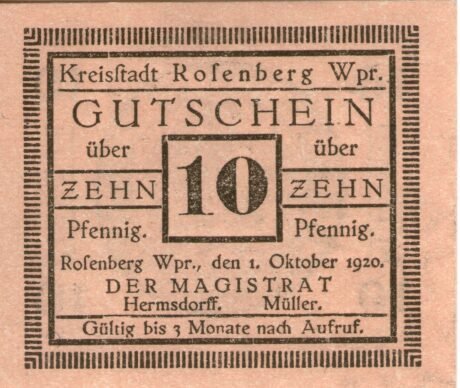 Kreisſtadt Roſenberg Wpr.
GUTSCHEIN
über 10 über
ZEHN ZEHN
Pfennig. Pfennig.
Roſenberg Wpr., den 1. Oktober 1920.
DER MAGISTRAT
Hermsdorff. Müller.
Gültig bis 3 Monate nach Aufruf.